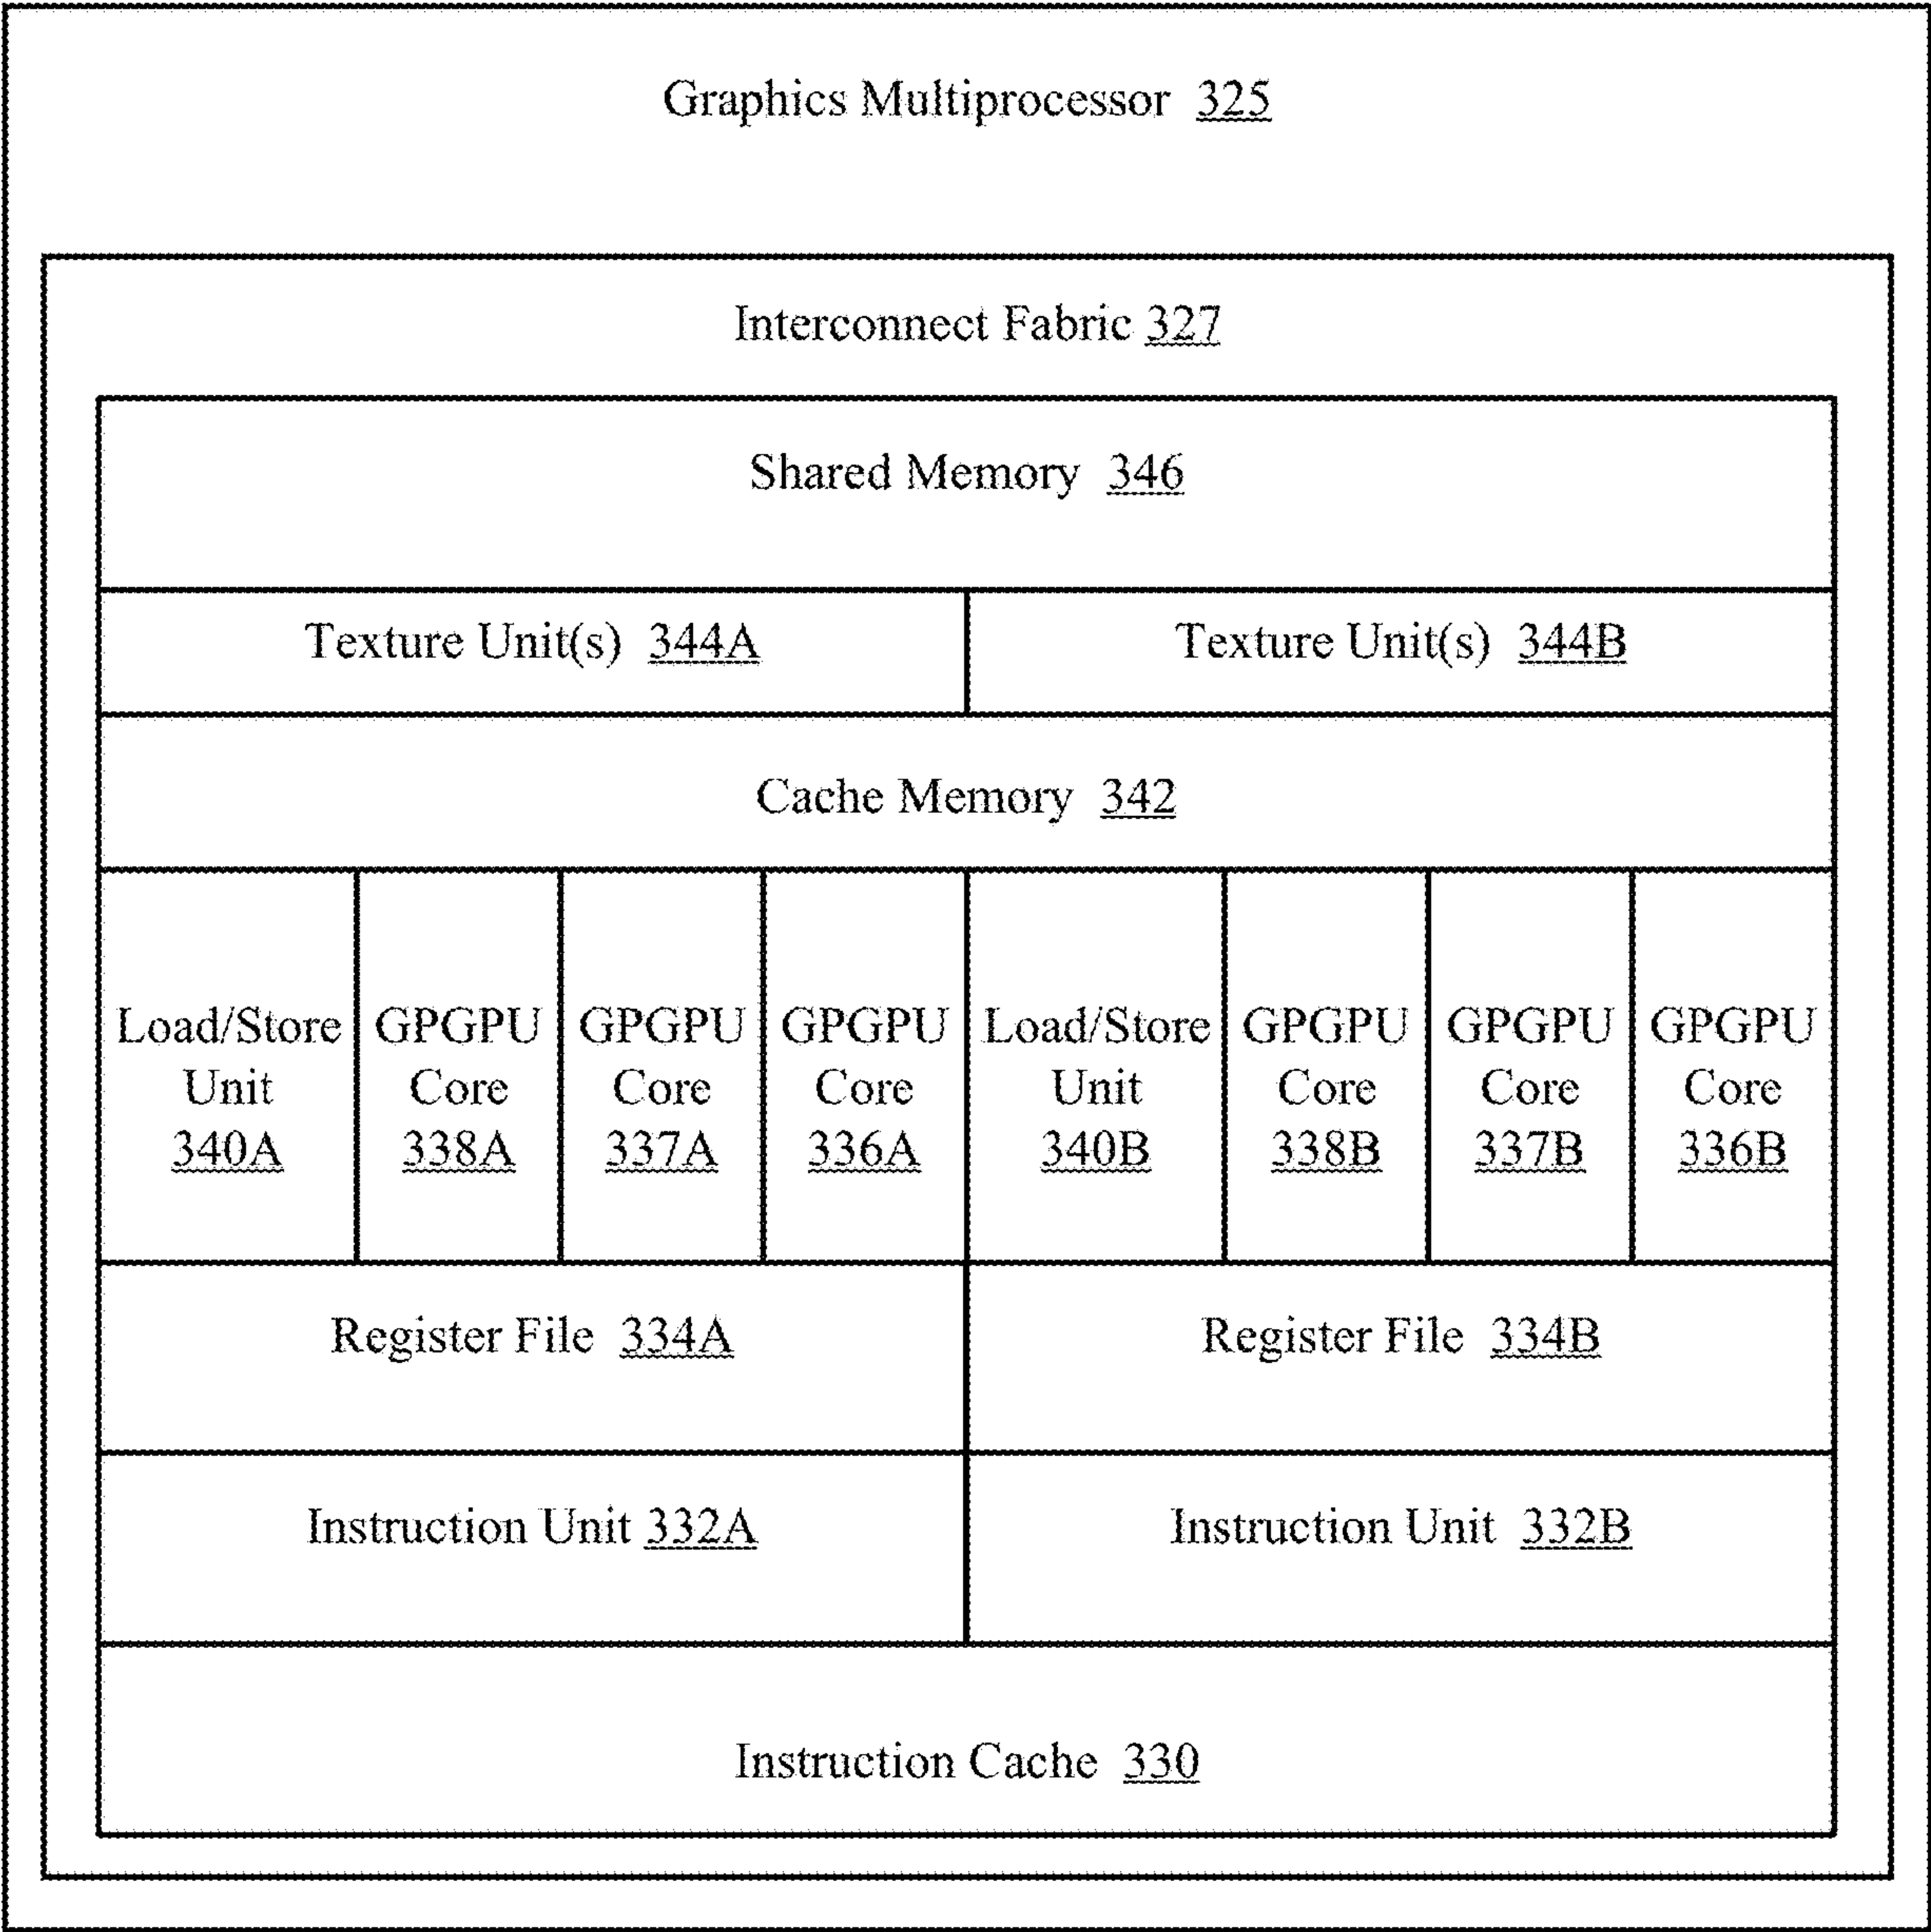 Graphics Multiprocessor 325
Interconnect Fabric 327
Shared Memory 346
Texture Unit(s) 344A
Texture Unit(s) 344B
Cache Memory 342
Load/Store
Unit
340A
GPGPU
Core
338A
GPGPU
Core
337A
GPGPU
Core
336A
Load/Store
Unit
340B
GPGPU
Core
338B
GPGPU
Core
337B
GPGPU
Core
336B
Register File 334A
Register File 334B
Instruction Unit 332A
Instruction Unit 332B
Instruction Cache 330